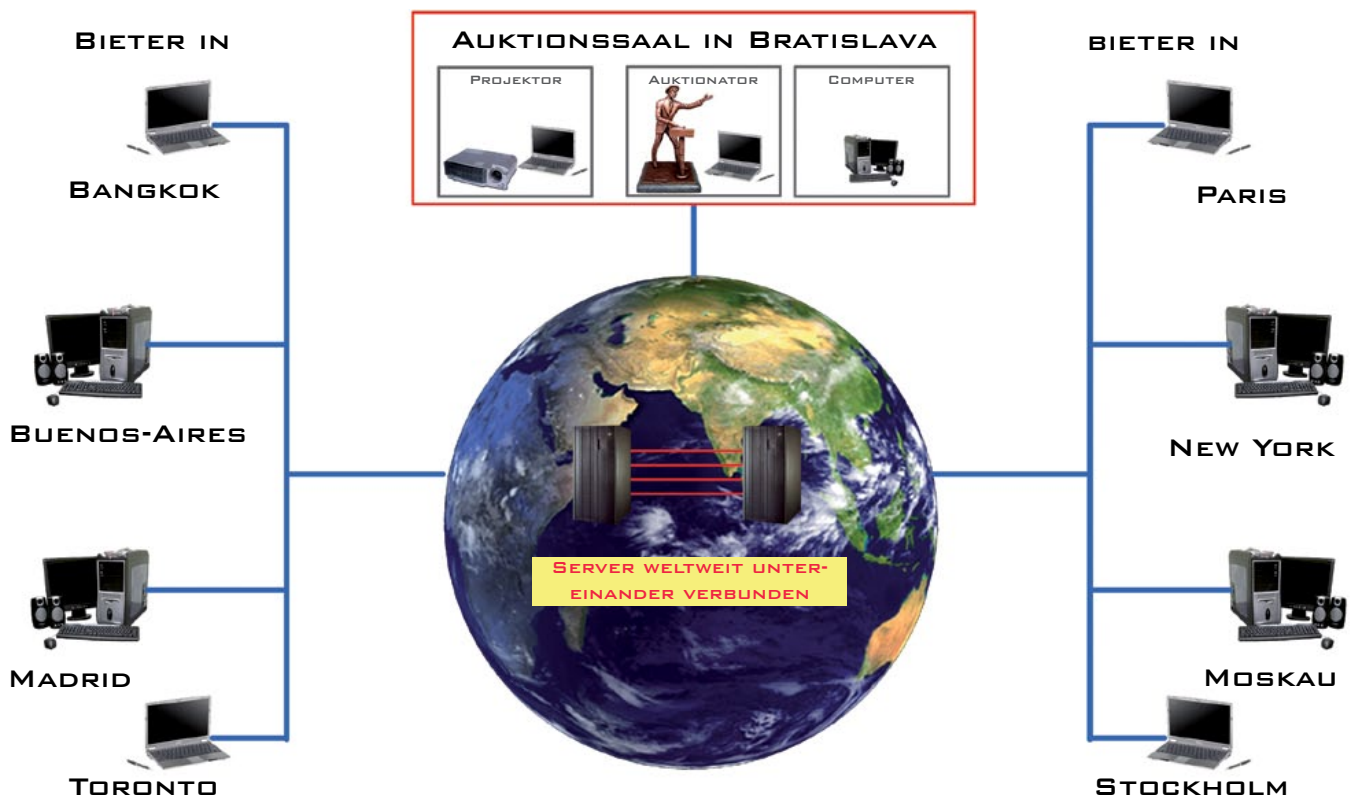 BIETER IN
AUKTIONSSAAL IN BRATISLAVA
BIETER IN
PROJEKTOR
AUKTIONATOR
COMPUTER
BANGKOK
PARIS
BUENOS-AIRES
NEW YORK
SERVER WELTWEIT UNTER-
EINANDER VERBUNDEN
MADRID
MOSKAU
TORONTO
STOCKHOLM